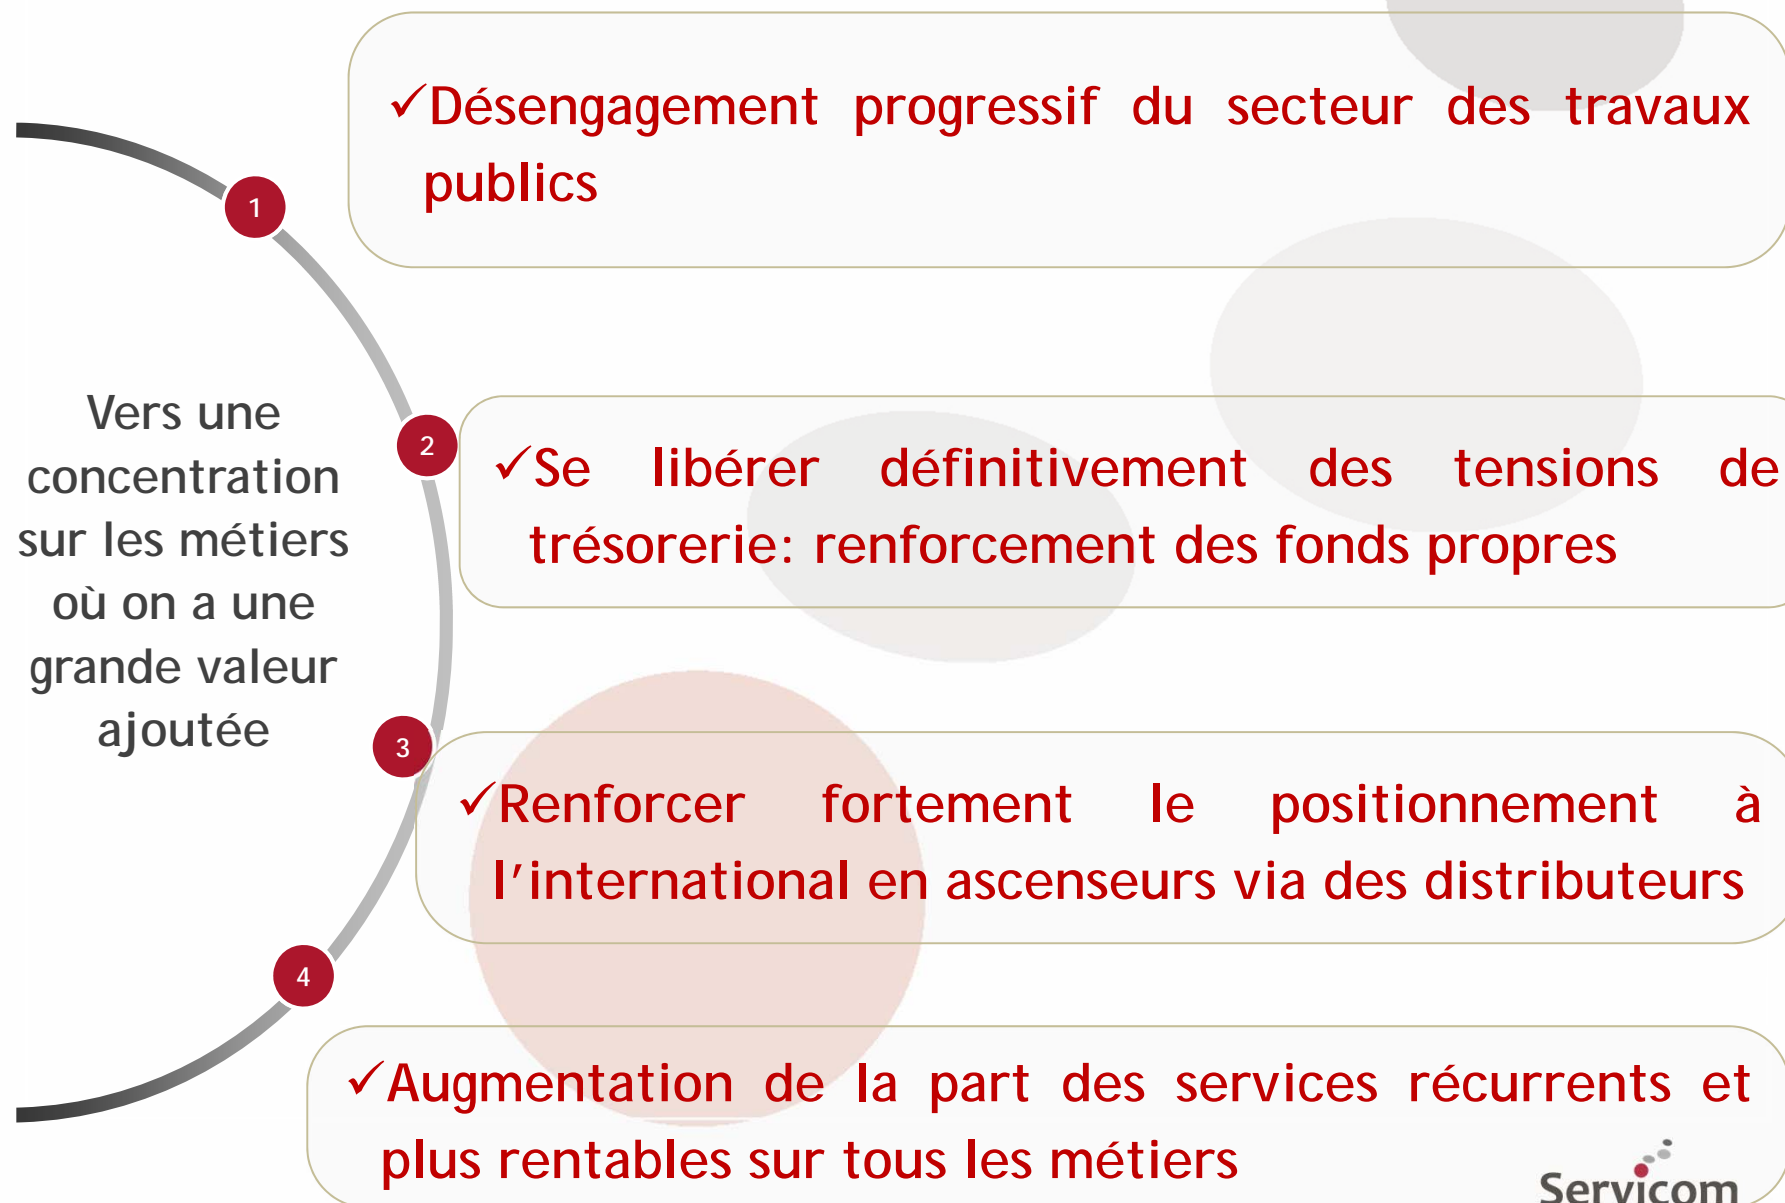 ✓Désengagement progressif du secteur des travaux
publics
1
Vers une
concentration
sur les métiers
où on a une
grande valeur
ajoutée
2
✓Se libérer définitivement des tensions de
trésorerie: renforcement des fonds propres
3
✓Renforcer fortement le positionnement à
l'international en ascenseurs via des distributeurs
4
✓Augmentation de la part des services récurrents et
plus rentables sur tous les métiers
Servicom